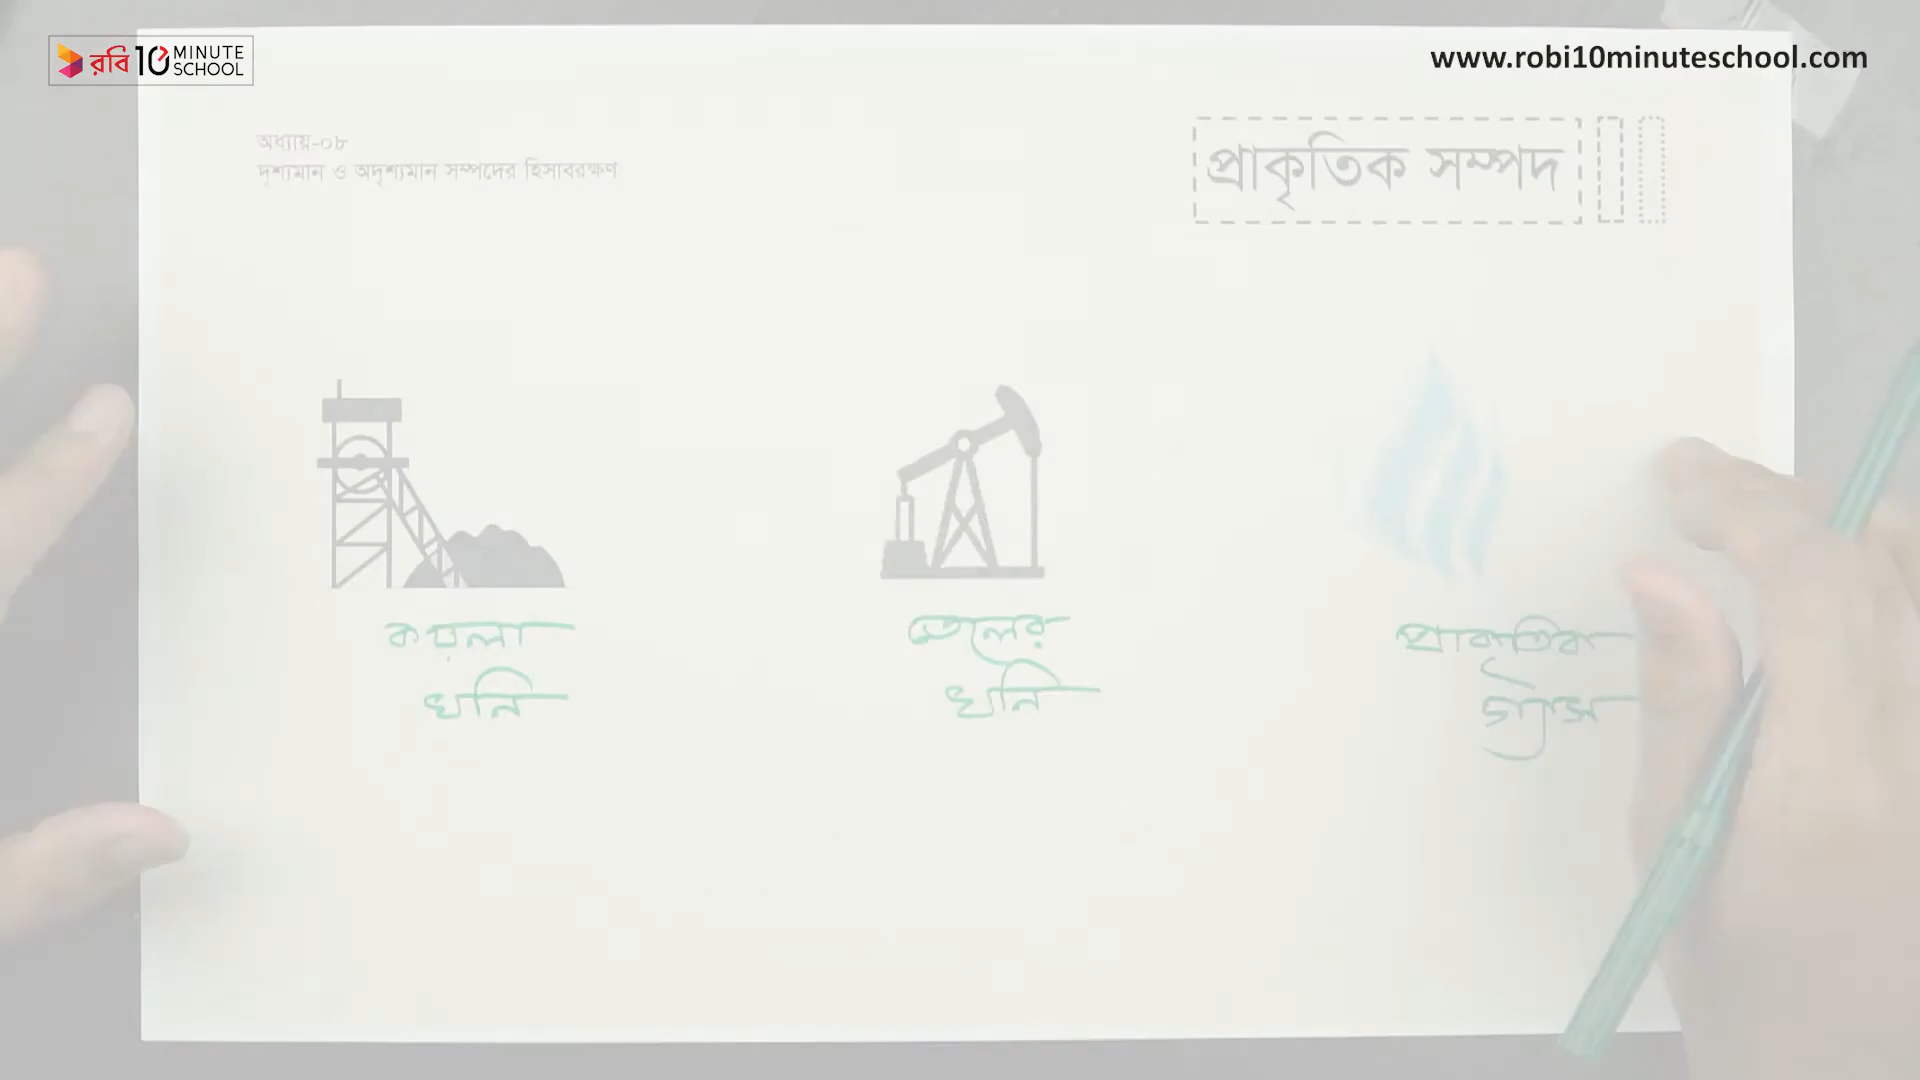 রবি 10 MINUTE SCHOOL
www.robi10minuteschool.com
অধ্যায়-০৮
দৃশ্যমান ও অদৃশ্যমান সম্পদের হিসাবরক্ষণ
প্রাকৃতিক সম্পদ
কয়লা
খনি
তেলের
খনি
প্রাকৃতিক
গ্যাস